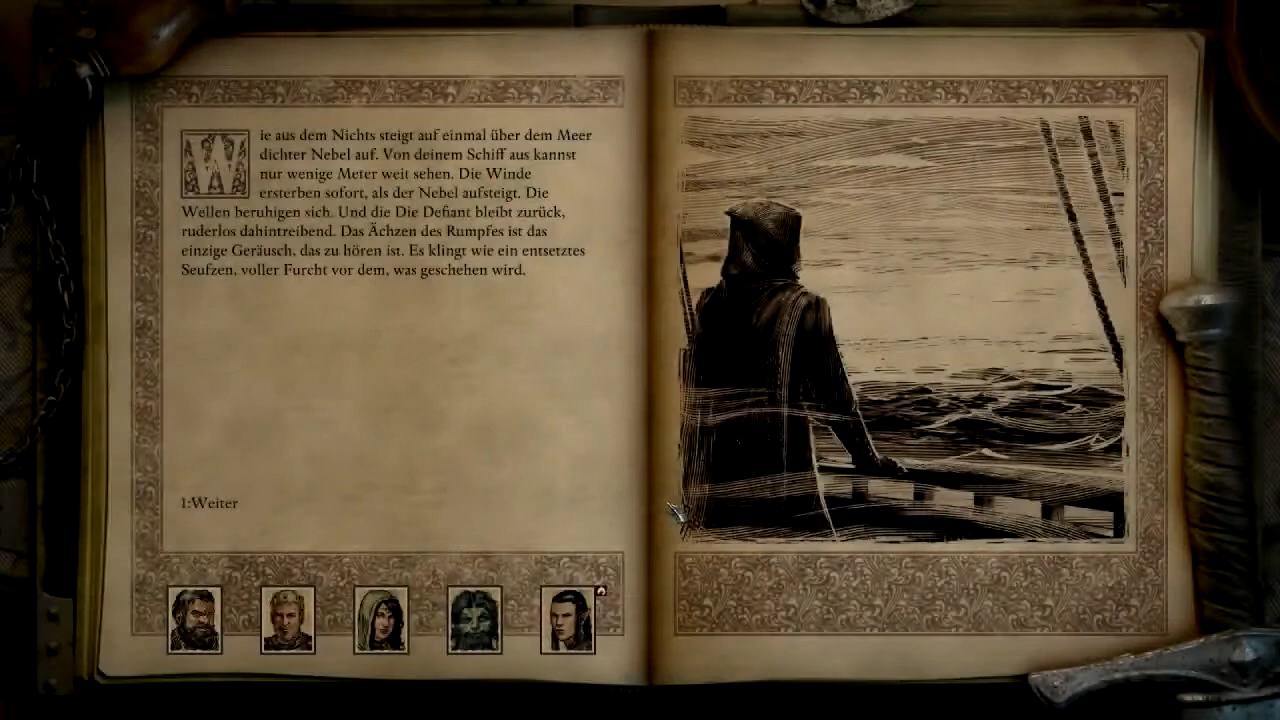 Wie aus dem Nichts steigt auf einmal über dem Meer
dichter Nebel auf. Von deinem Schiff aus kannst
nur wenige Meter weit sehen. Die Winde
ersterben sofort, als der Nebel aufsteigt. Die
Wellen beruhigen sich. Und die Die Defiant bleibt zurück,
ruderlos dahintreibend. Das Ächzen des Rumpfes ist das
einzige Geräusch, das zu hören ist. Es klingt wie ein entsetztes
Seufzen, voller Furcht vor dem, was geschehen wird.
1:Weiter